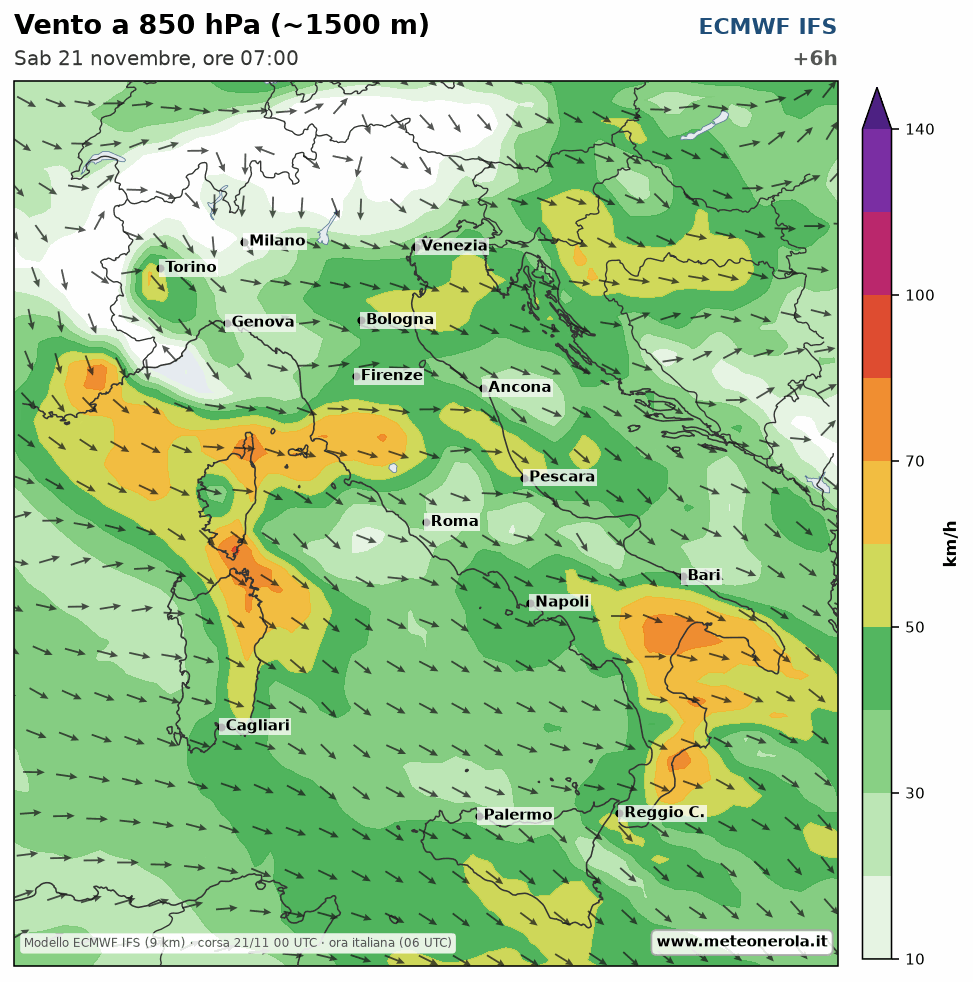 Vento a 850 hPa (~1500 m)
ECMWF IFS
Sab 21 novembre, ore 07:00
+6h
140
100
70
50
30
10
km/h
Milano
Venezia
Torino
Genova
Bologna
Firenze
Ancona
Pescara
Roma
Bari
Napoli
Cagliari
Palermo
Reggio C.
Modello ECMWF IFS (9 km) · corsa 21/11 00 UTC · ora italiana (06 UTC)
www.meteonerola.it